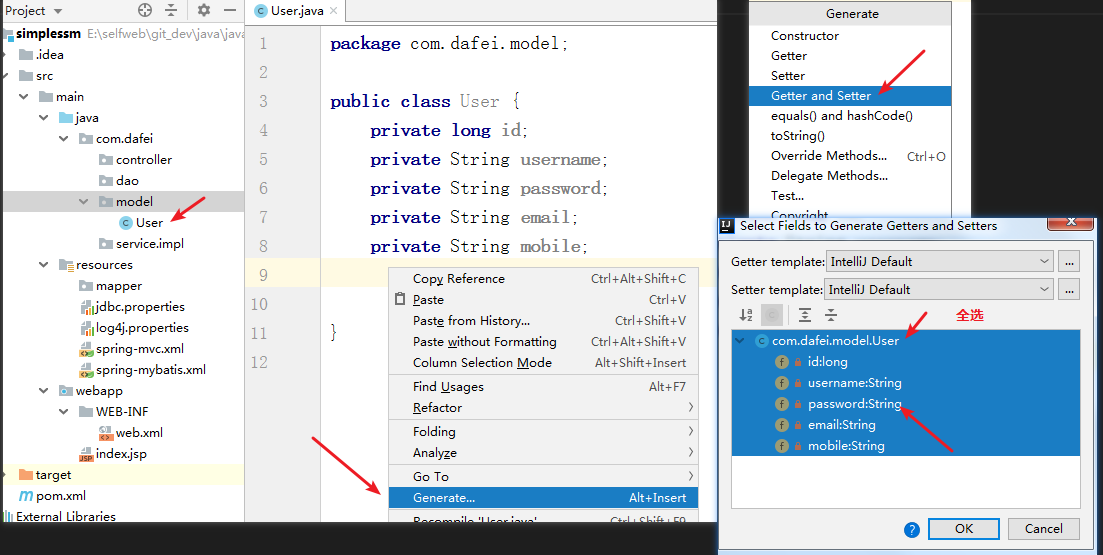 Project
simplessm E:\selfweb\git_dev\java\java
.idea
src
main
java
com.dafei
controller
dao
model
User
service.impl
resources
mapper
jdbc.properties
log4j.properties
spring-mvc.xml
spring-mybatis.xml
webapp
WEB-INF
web.xml
index.jsp
target
pom.xml
External Libraries
User.java
1 package com.dafei.model;
2
3 public class User {
4 private long id;
5 private String username;
6 private String password;
7 private String email;
8 private String mobile;
9
10
11 }
12
Copy Reference Ctrl+Alt+Shift+C
Paste Ctrl+V
Paste from History... Ctrl+Shift+V
Paste without Formatting Ctrl+Alt+Shift+V
Column Selection Mode Alt+Shift+Insert
Find Usages Alt+F7
Refactor
Folding
Analyze
Go To
Generate... Alt+Insert
Recompile 'User.java' Ctrl+Shift+F9
Generate
Constructor
Getter
Setter
Getter and Setter
equals() and hashCode()
toString()
Override Methods... Ctrl+O
Delegate Methods...
Test...
Copyright
Select Fields to Generate Getters and Setters
Getter template: IntelliJ Default ...
Setter template: IntelliJ Default ...
全选
com.dafei.model.User
id:long
username:String
password:String
email:String
mobile:String
? OK Cancel